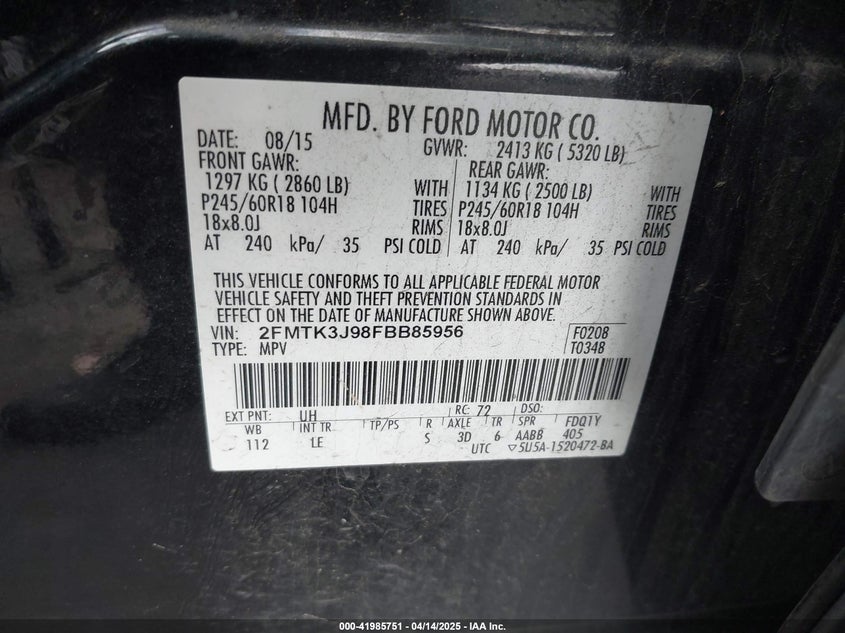 MFD. BY FORD MOTOR CO.
DATE: 08/15 GVWR: 2413 KG ( 5320 LB)
FRONT GAWR: REAR GAWR:
1297 KG ( 2860 LB) WITH 1134 KG ( 2500 LB) WITH
P245/60R18 104H TIRES P245/60R18 104H TIRES
18x8.0J RIMS 18x8.0J RIMS
AT 240 kPa/ 35 PSI COLD AT 240 kPa/ 35 PSI COLD
THIS VEHICLE CONFORMS TO ALL APPLICABLE FEDERAL MOTOR
VEHICLE SAFETY AND THEFT PREVENTION STANDARDS IN
EFFECT ON THE DATE OF MANUFACTURE SHOWN ABOVE.
VIN: 2FMTK3J98FBB85956 F0208
TYPE: MPV T0348
EXT PNT: UH RC: 72 DSO:
WB INT TR TP/PS R AXLE TR SPR FDQ1Y
112 LE S 3D 6 AABB 405
UTC ▽5U5A-1520472-BA
000-41985751 04/14/2025 - IAA Inc.